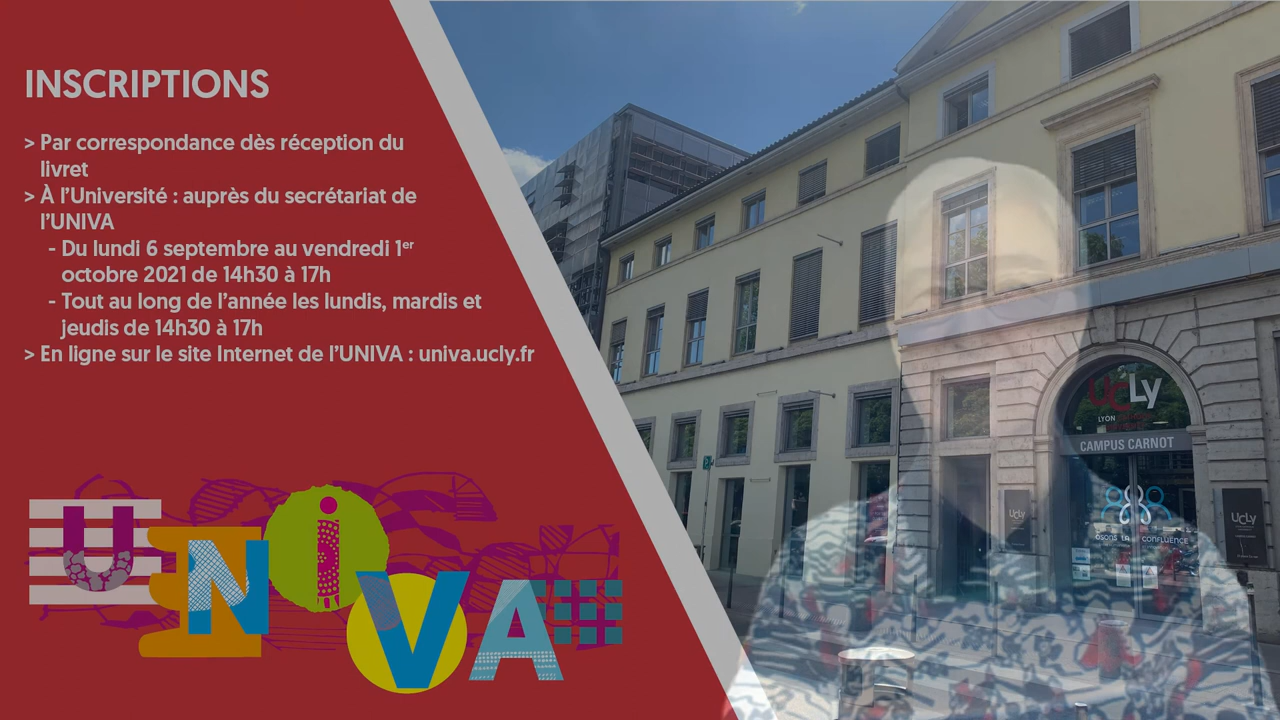 INSCRIPTIONS
> Par correspondance dès réception du
livret
> À l’Université : auprès du secrétariat de
l’UNIVA
- Du lundi 6 septembre au vendredi 1er
octobre 2021 de 14h30 à 17h
- Tout au long de l’année les lundis, mardis et
jeudis de 14h30 à 17h
> En ligne sur le site Internet de l’UNIVA : univa.ucly.fr
UNiVA
UCLy
LYON
CAMPUS CARNOT
OSONS LA CONFLUENCE
UCLy
UCLy